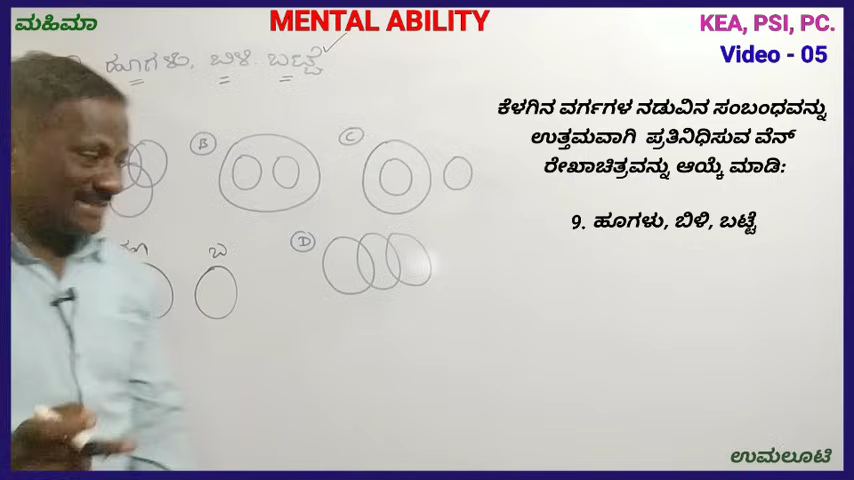 ಮಹಿಮಾ
MENTAL ABILITY
KEA, PSI, PC.
Video - 05
ಹೂಗಳು, ಬಿಳಿ. ಬಟ್ಟೆ
ಕೆಳಗಿನ ವರ್ಗಗಳ ನಡುವಿನ ಸಂಬಂಧವನ್ನು
ಉತ್ತಮವಾಗಿ ಪ್ರತಿನಿಧಿಸುವ ವೆನ್
ರೇಖಾಚಿತ್ರವನ್ನು ಆಯ್ಕೆ ಮಾಡಿ:
9. ಹೂಗಳು, ಬಿಳಿ, ಬಟ್ಟೆ
B
C
ಬ
D
ಉಮಲೂಟಿ